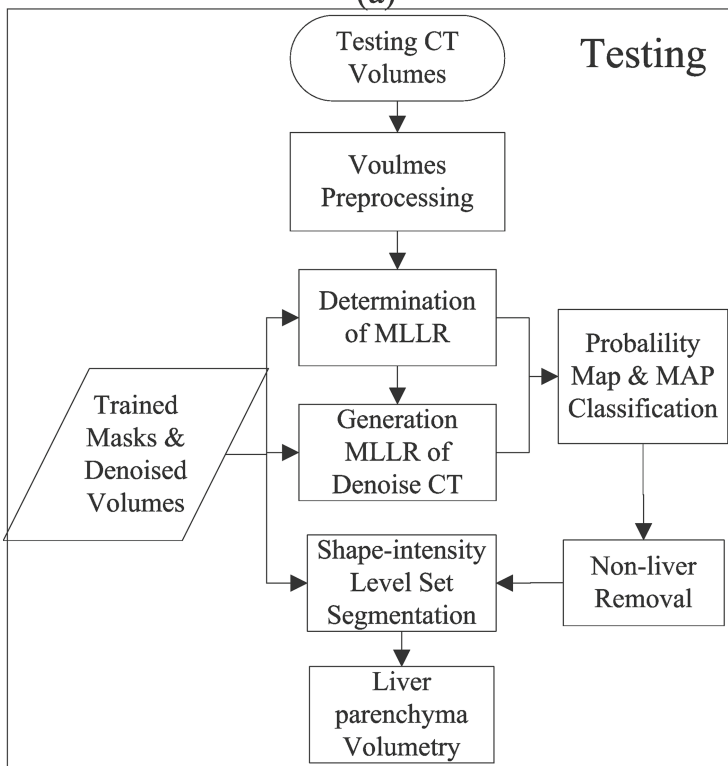 (a)
Testing
Testing CT
Volumes
Voulmes
Preprocessing
Determination
of MLLR
Probalility
Map & MAP
Classification
Trained
Masks &
Denoised
Volumes
Generation
MLLR of
Denoise CT
Shape-intensity
Level Set
Segmentation
Non-liver
Removal
Liver
parenchyma
Volumetry